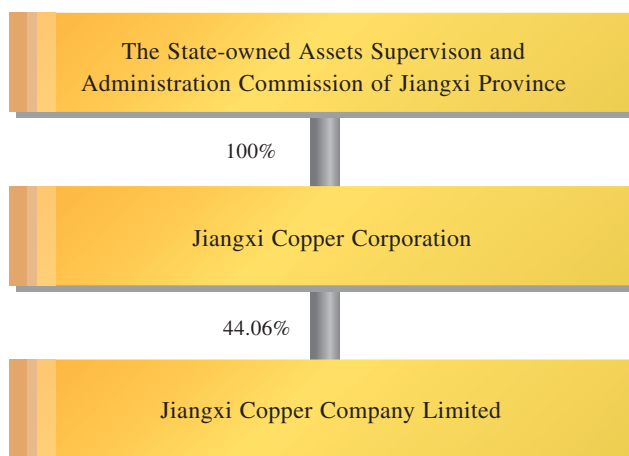 The State-owned Assets Supervison and
Administration Commission of Jiangxi Province
100%
Jiangxi Copper Corporation
44.06%
Jiangxi Copper Company Limited